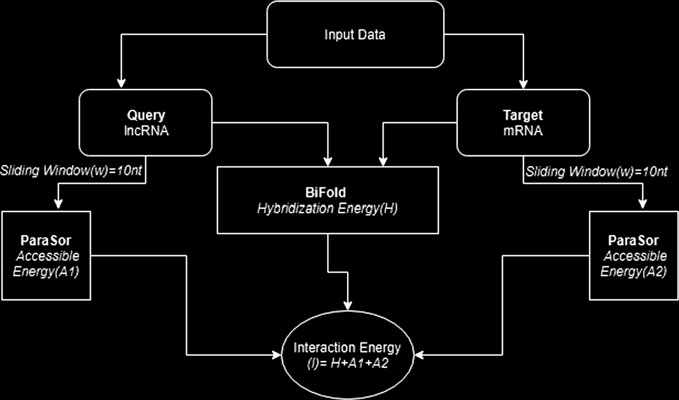 Input Data
Query
lncRNA
Target
mRNA
Sliding Window(w)=10nt
Sliding Window(w)=10nt
BiFold
Hybridization Energy(H)
ParaSor
Accessible
Energy(A1)
ParaSor
Accessible
Energy(A2)
Interaction Energy
(I)= H+A1+A2